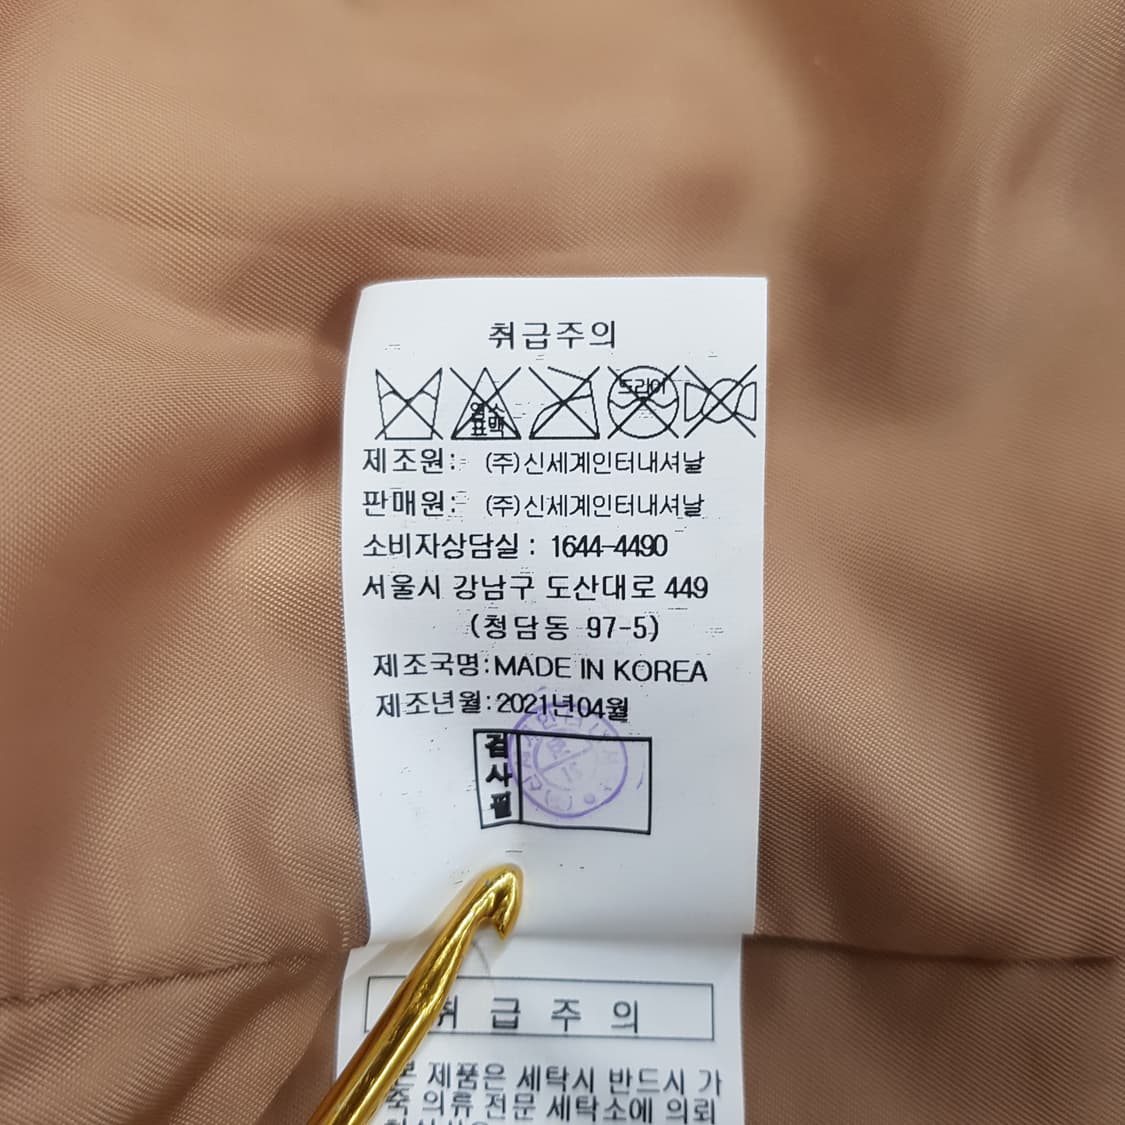 취급주의
염소
표백
드라이
제조원: (주)신세계인터내셔날
판매원: (주)신세계인터내셔날
소비자상담실 : 1644-4490
서울시 강남구 도산대로 449
(청담동 97-5)
제조국명:MADE IN KOREA
제조년월:2021년04월
검사필
급 주 의
제품은 세탁시 반드시 가
죽 의류 전문 세탁소에 의뢰